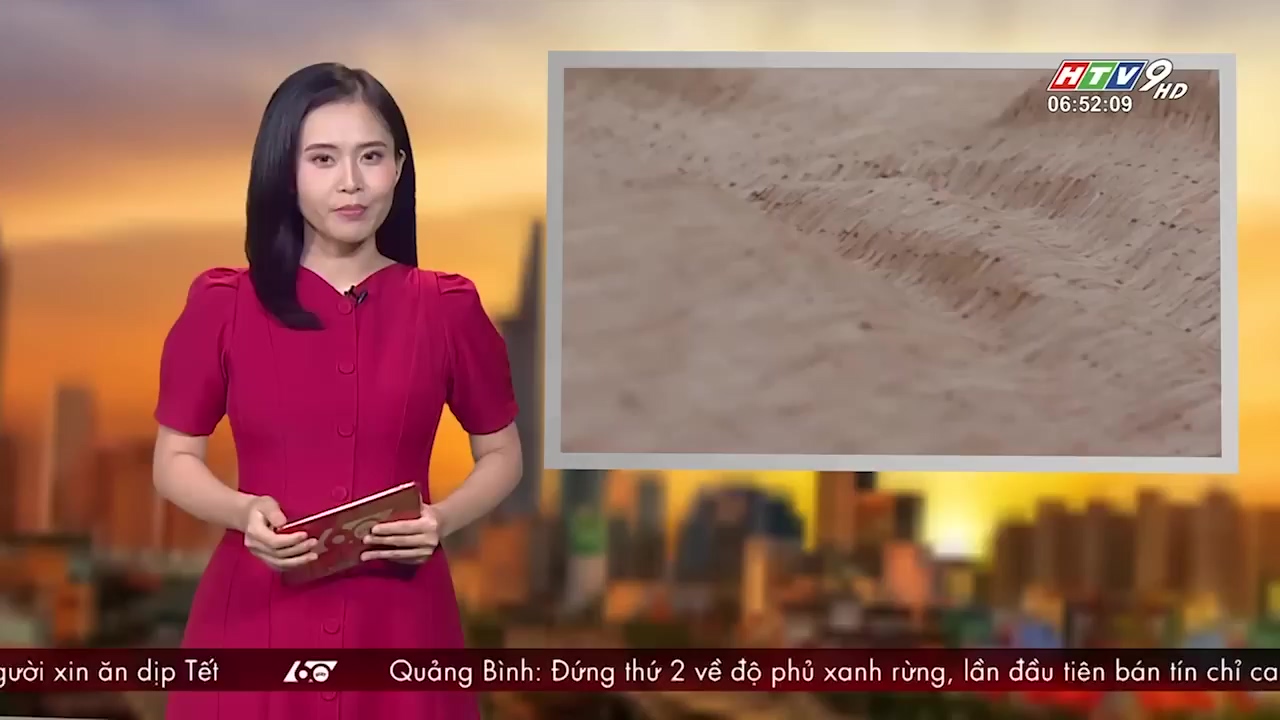 HTV9 HD
06:52:09
gười xin ăn dịp Tết
60 Quảng Bình: Đứng thứ 2 về độ phủ xanh rừng, lần đầu tiên bán tín chỉ ca